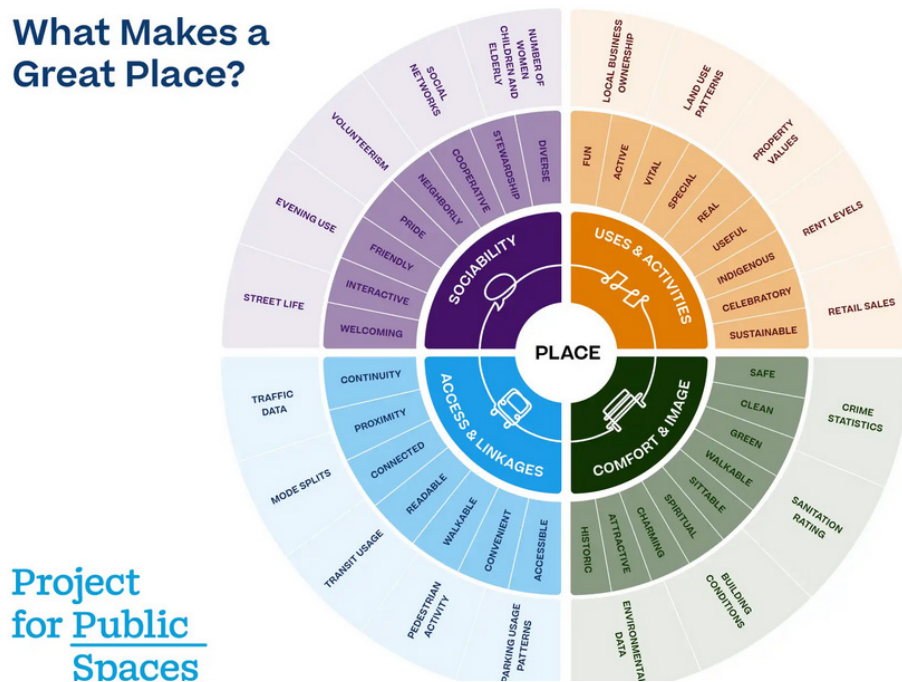 What Makes a
Great Place?
NUMBER OF
WOMEN
CHILDREN AND
ELDERLY
SOCIAL
NETWORKS
VOLUNTEERISM
EVENING USE
STREET LIFE
DIVERSE
STEWARDSHIP
COOPERATIVE
NEIGHBORLY
PRIDE
FRIENDLY
INTERACTIVE
WELCOMING
SOCIABILITY
LOCAL BUSINESS
OWNERSHIP
LAND USE
PATTERNS
PROPERTY
VALUES
RENT LEVELS
RETAIL SALES
FUN
ACTIVE
VITAL
SPECIAL
REAL
USEFUL
INDIGENOUS
CELEBRATORY
SUSTAINABLE
USES & ACTIVITIES
PLACE
ACCESS & LINKAGES
CONTINUITY
PROXIMITY
CONNECTED
READABLE
WALKABLE
CONVENIENT
ACCESSIBLE
TRAFFIC
DATA
MODE SPLITS
TRANSIT USAGE
PEDESTRIAN
ACTIVITY
PARKING USAGE
PATTERNS
COMFORT & IMAGE
SAFE
CLEAN
GREEN
WALKABLE
SITTABLE
SPIRITUAL
CHARMING
ATTRACTIVE
HISTORIC
CRIME
STATISTICS
SANITATION
RATING
BUILDING
CONDITIONS
ENVIRONMENTAL
DATA
Project
for Public
Spaces